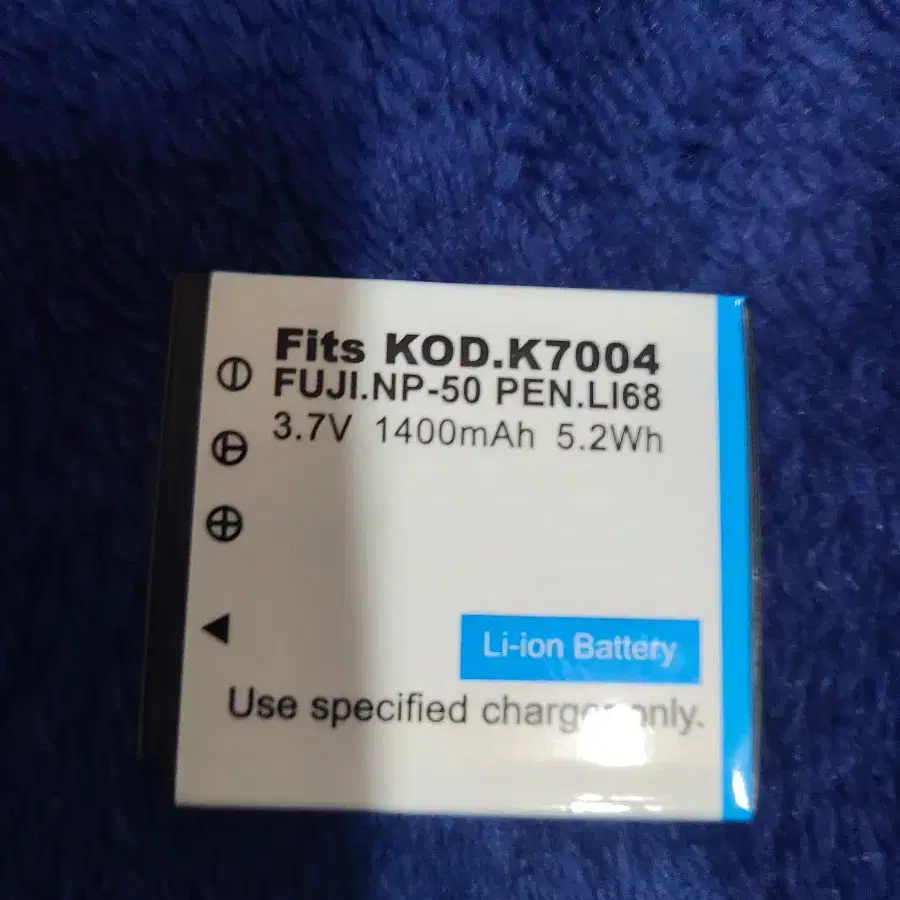 Fits KOD.K7004
FUJI.NP-50 PEN.LI68
3.7V 1400mAh 5.2Wh
Li-ion Battery
Use specified charger only.